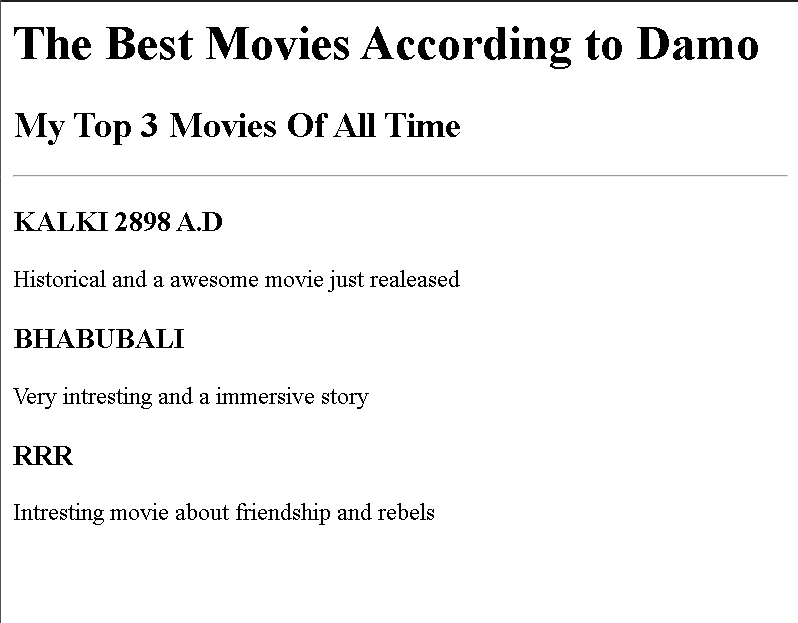 The Best Movies According to Damo
My Top 3 Movies Of All Time
KALKI 2898 A.D
Historical and a awesome movie just realeased
BHABUBALI
Very intresting and a immersive story
RRR
Intresting movie about friendship and rebels